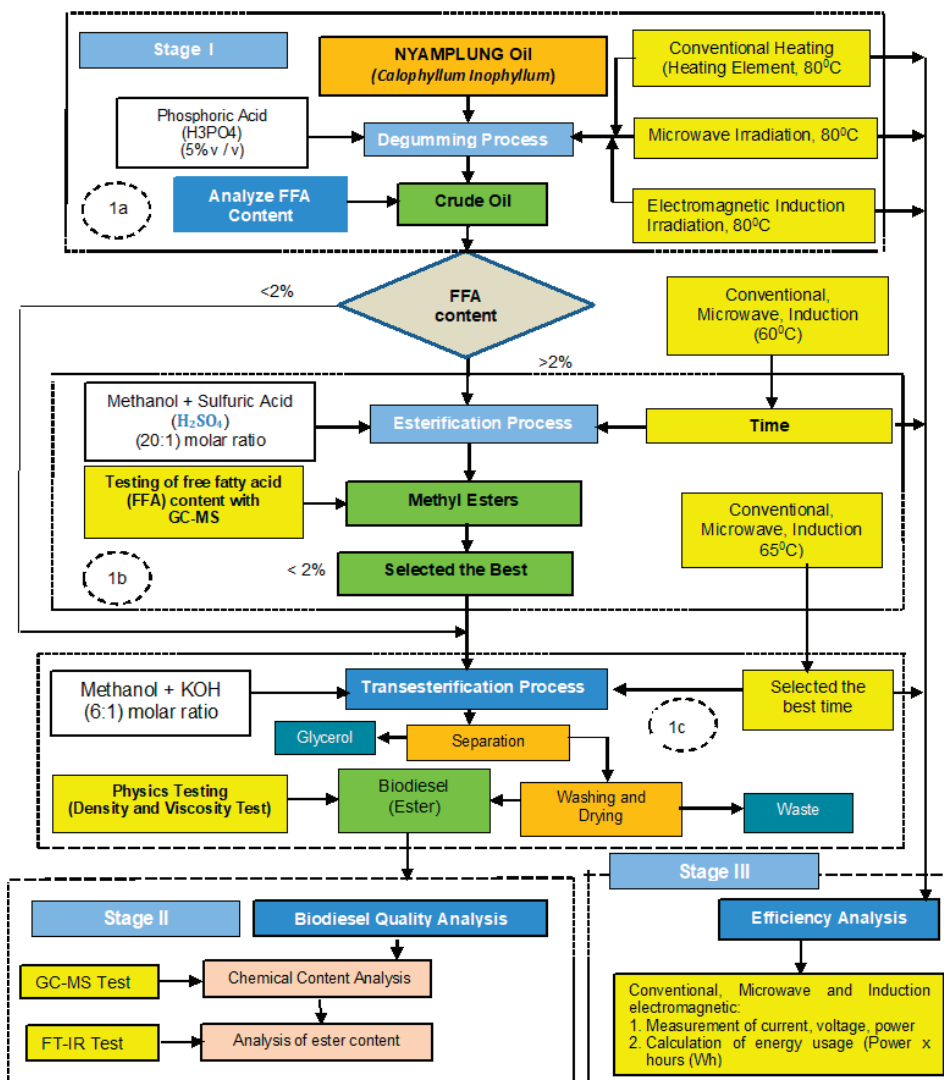 Stage I
NYAMPLUNG Oil
(Calophyllum Inophyllum)
Conventional Heating
(Heating Element, 80⁰C
Phosphoric Acid
(H3PO4)
(5% v / v)
Degumming Process
Microwave Irradiation, 80⁰C
1a
Analyze FFA
Content
Crude Oil
Electromagnetic Induction
Irradiation, 80⁰C
<2%
FFA
content
Conventional,
Microwave, Induction
(60⁰C)
>2%
Methanol + Sulfuric Acid
(H₂SO₄)
(20:1) molar ratio
Esterification Process
Time
Testing of free fatty acid
(FFA) content with
GC-MS
Methyl Esters
Conventional,
Microwave, Induction
65⁰C)
1b
< 2%
Selected the Best
Methanol + KOH
(6:1) molar ratio
Transesterification Process
Selected the
best time
1c
Glycerol
Separation
Physics Testing
(Density and Viscosity Test)
Biodiesel
(Ester)
Washing and
Drying
Waste
Stage II
Biodiesel Quality Analysis
GC-MS Test
Chemical Content Analysis
FT-IR Test
Analysis of ester content
Stage III
Efficiency Analysis
Conventional, Microwave and Induction
electromagnetic:
1. Measurement of current, voltage, power
2. Calculation of energy usage (Power x
hours (Wh)